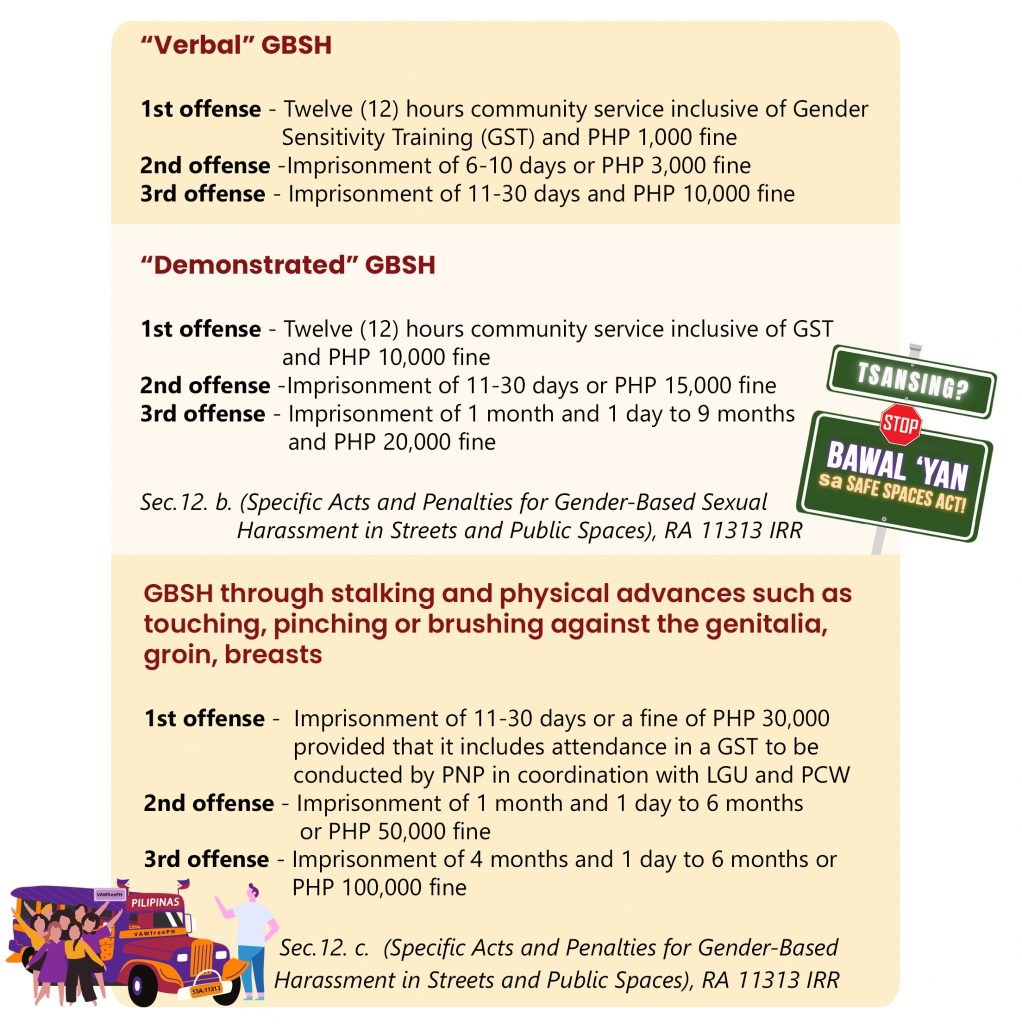 “Verbal” GBSH
1st offense - Twelve (12) hours community service inclusive of Gender
Sensitivity Training (GST) and PHP 1,000 fine
2nd offense -Imprisonment of 6-10 days or PHP 3,000 fine
3rd offense - Imprisonment of 11-30 days and PHP 10,000 fine
“Demonstrated” GBSH
1st offense - Twelve (12) hours community service inclusive of GST
and PHP 10,000 fine
2nd offense -Imprisonment of 11-30 days or PHP 15,000 fine
3rd offense - Imprisonment of 1 month and 1 day to 9 months
and PHP 20,000 fine
Sec.12. b. (Specific Acts and Penalties for Gender-Based Sexual
Harassment in Streets and Public Spaces), RA 11313 IRR
TSANSING?
STOP
BAWAL ‘YAN
sa SAFE SPACES ACT!
GBSH through stalking and physical advances such as
touching, pinching or brushing against the genitalia,
groin, breasts
1st offense - Imprisonment of 11-30 days or a fine of PHP 30,000
provided that it includes attendance in a GST to be
conducted by PNP in coordination with LGU and PCW
2nd offense - Imprisonment of 1 month and 1 day to 6 months
or PHP 50,000 fine
3rd offense - Imprisonment of 4 months and 1 day to 6 months or
PHP 100,000 fine
Sec.12. c. (Specific Acts and Penalties for Gender-Based
Harassment in Streets and Public Spaces), RA 11313 IRR
VAWfreePH
PILIPINAS
VAWfreePH
SSA.11313